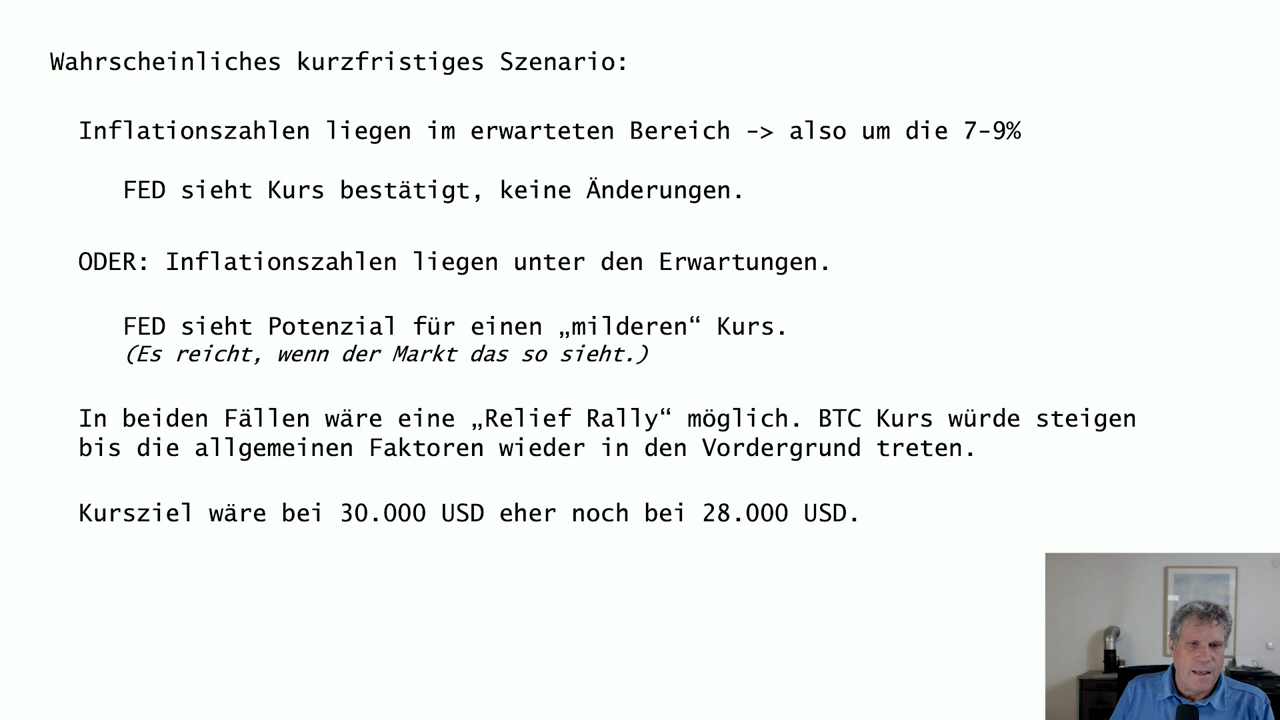 Wahrscheinliches kurzfristiges Szenario:
Inflationszahlen liegen im erwarteten Bereich -> also um die 7-9%
FED sieht Kurs bestätigt, keine Änderungen.
ODER: Inflationszahlen liegen unter den Erwartungen.
FED sieht Potenzial für einen „milderen“ Kurs.
(Es reicht, wenn der Markt das so sieht.)
In beiden Fällen wäre eine „Relief Rally“ möglich. BTC Kurs würde steigen
bis die allgemeinen Faktoren wieder in den Vordergrund treten.
Kursziel wäre bei 30.000 USD eher noch bei 28.000 USD.